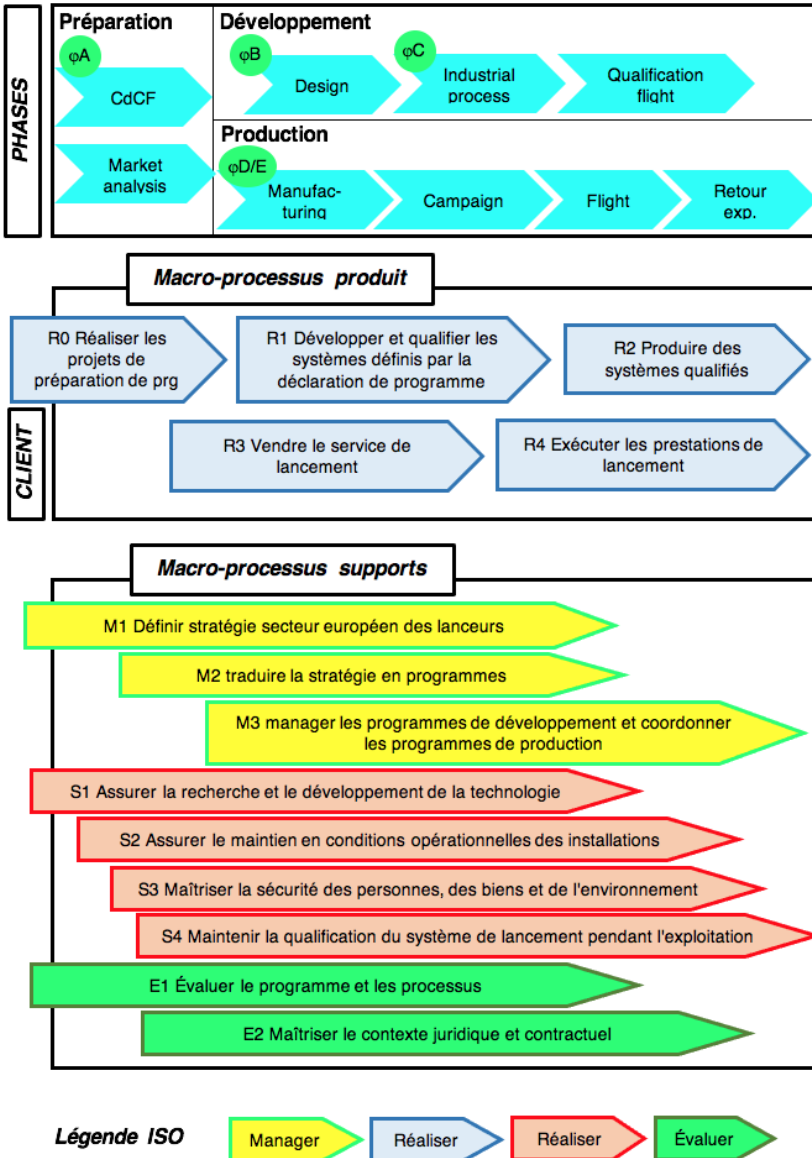 PHASES
Préparation
φA
CdCF
Market
analysis
Développement
φB
Design
φC
Industrial
process
Qualification
flight
Production
φD/E
Manufac-
turing
Campaign
Flight
Retour
exp.
Macro-processus produit
R0 Réaliser les
projets de
préparation de prg
R1 Développer et qualifier les
systèmes définis par la
déclaration de programme
R2 Produire des
systèmes qualifiés
CLIENT
R3 Vendre le service de
lancement
R4 Exécuter les prestations de
lancement
Macro-processus supports
M1 Définir stratégie secteur européen des lanceurs
M2 traduire la stratégie en programmes
M3 manager les programmes de développement et coordonner
les programmes de production
S1 Assurer la recherche et le développement de la technologie
S2 Assurer le maintien en conditions opérationnelles des installations
S3 Maîtriser la sécurité des personnes, des biens et de l'environnement
S4 Maintenir la qualification du système de lancement pendant l'exploitation
E1 Évaluer le programme et les processus
E2 Maîtriser le contexte juridique et contractuel
Légende ISO
Manager
Réaliser
Réaliser
Évaluer